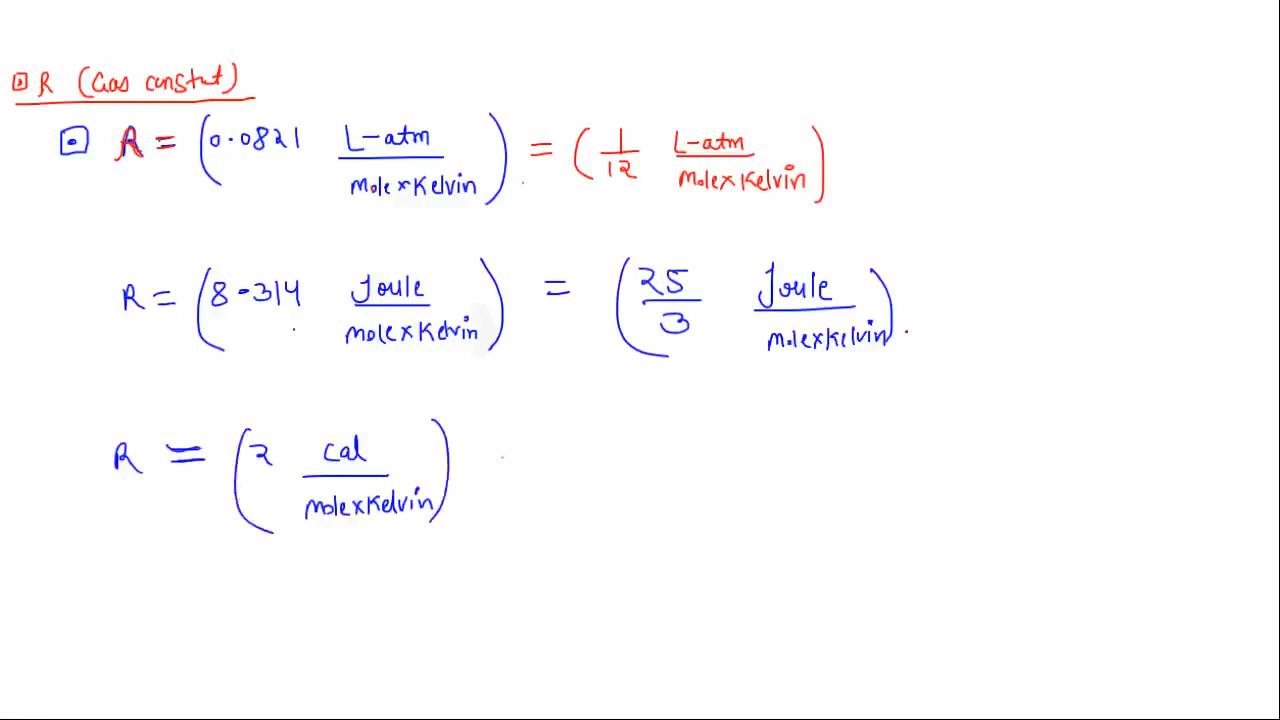 R (Gas constut)
R = (0.0821 L-atm / mole×Kelvin) = (1/12 L-atm / mole×Kelvin)
R = (8.314 Joule / mole×Kelvin) = (25/3 Joule / mole×Kelvin).
R = (2 cal / mole×Kelvin)